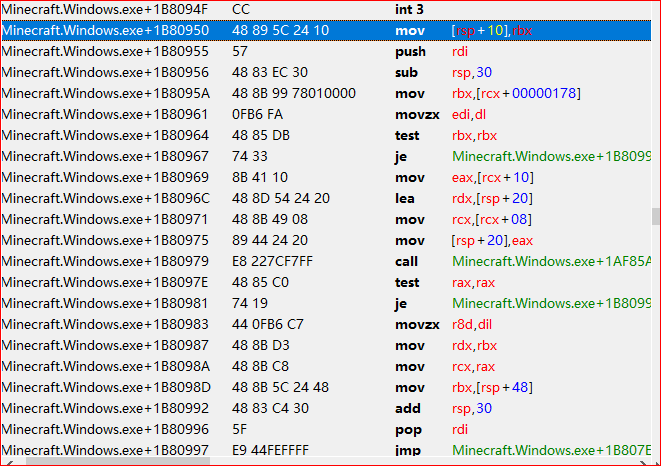 Minecraft.Windows.exe+1B8094F CC int 3
Minecraft.Windows.exe+1B80950 48 89 5C 24 10 mov [rsp+10],rbx
Minecraft.Windows.exe+1B80955 57 push rdi
Minecraft.Windows.exe+1B80956 48 83 EC 30 sub rsp,30
Minecraft.Windows.exe+1B8095A 48 8B 99 78010000 mov rbx,[rcx+00000178]
Minecraft.Windows.exe+1B80961 0FB6 FA movzx edi,dl
Minecraft.Windows.exe+1B80964 48 85 DB test rbx,rbx
Minecraft.Windows.exe+1B80967 74 33 je Minecraft.Windows.exe+1B8099
Minecraft.Windows.exe+1B80969 8B 41 10 mov eax,[rcx+10]
Minecraft.Windows.exe+1B8096C 48 8D 54 24 20 lea rdx,[rsp+20]
Minecraft.Windows.exe+1B80971 48 8B 49 08 mov rcx,[rcx+08]
Minecraft.Windows.exe+1B80975 89 44 24 20 mov [rsp+20],eax
Minecraft.Windows.exe+1B80979 E8 227CF7FF call Minecraft.Windows.exe+1AF85A
Minecraft.Windows.exe+1B8097E 48 85 C0 test rax,rax
Minecraft.Windows.exe+1B80981 74 19 je Minecraft.Windows.exe+1B8099
Minecraft.Windows.exe+1B80983 44 0FB6 C7 movzx r8d,dil
Minecraft.Windows.exe+1B80987 48 8B D3 mov rdx,rbx
Minecraft.Windows.exe+1B8098A 48 8B C8 mov rcx,rax
Minecraft.Windows.exe+1B8098D 48 8B 5C 24 48 mov rbx,[rsp+48]
Minecraft.Windows.exe+1B80992 48 83 C4 30 add rsp,30
Minecraft.Windows.exe+1B80996 5F pop rdi
Minecraft.Windows.exe+1B80997 E9 44FEFFFF jmp Minecraft.Windows.exe+1B807E